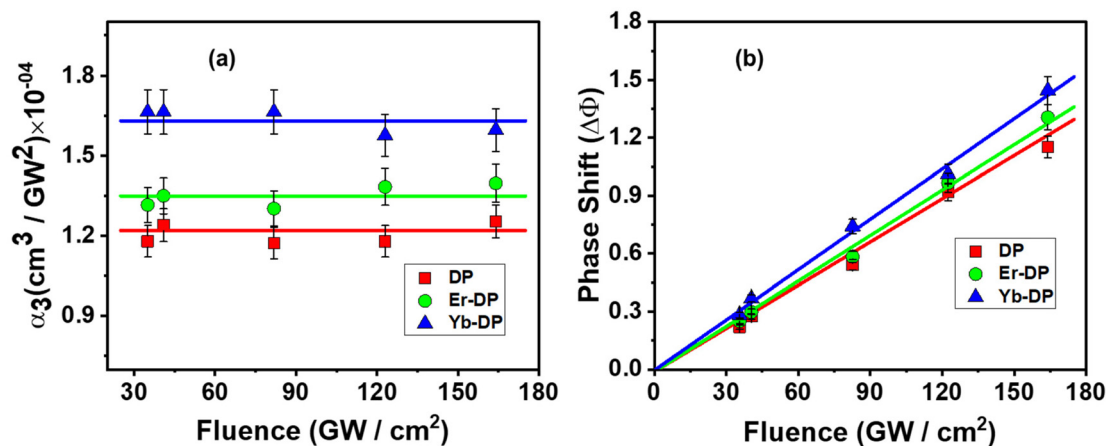 (a)
α3(cm3 / GW2)×10-04
1.8
1.5
1.2
0.9
DP
Er-DP
Yb-DP
30 60 90 120 150 180
Fluence (GW / cm2)
(b)
Phase Shift (ΔΦ)
1.8
1.5
1.2
0.9
0.6
0.3
0.0
DP
Er-DP
Yb-DP
0 30 60 90 120 150 180
Fluence (GW / cm2)